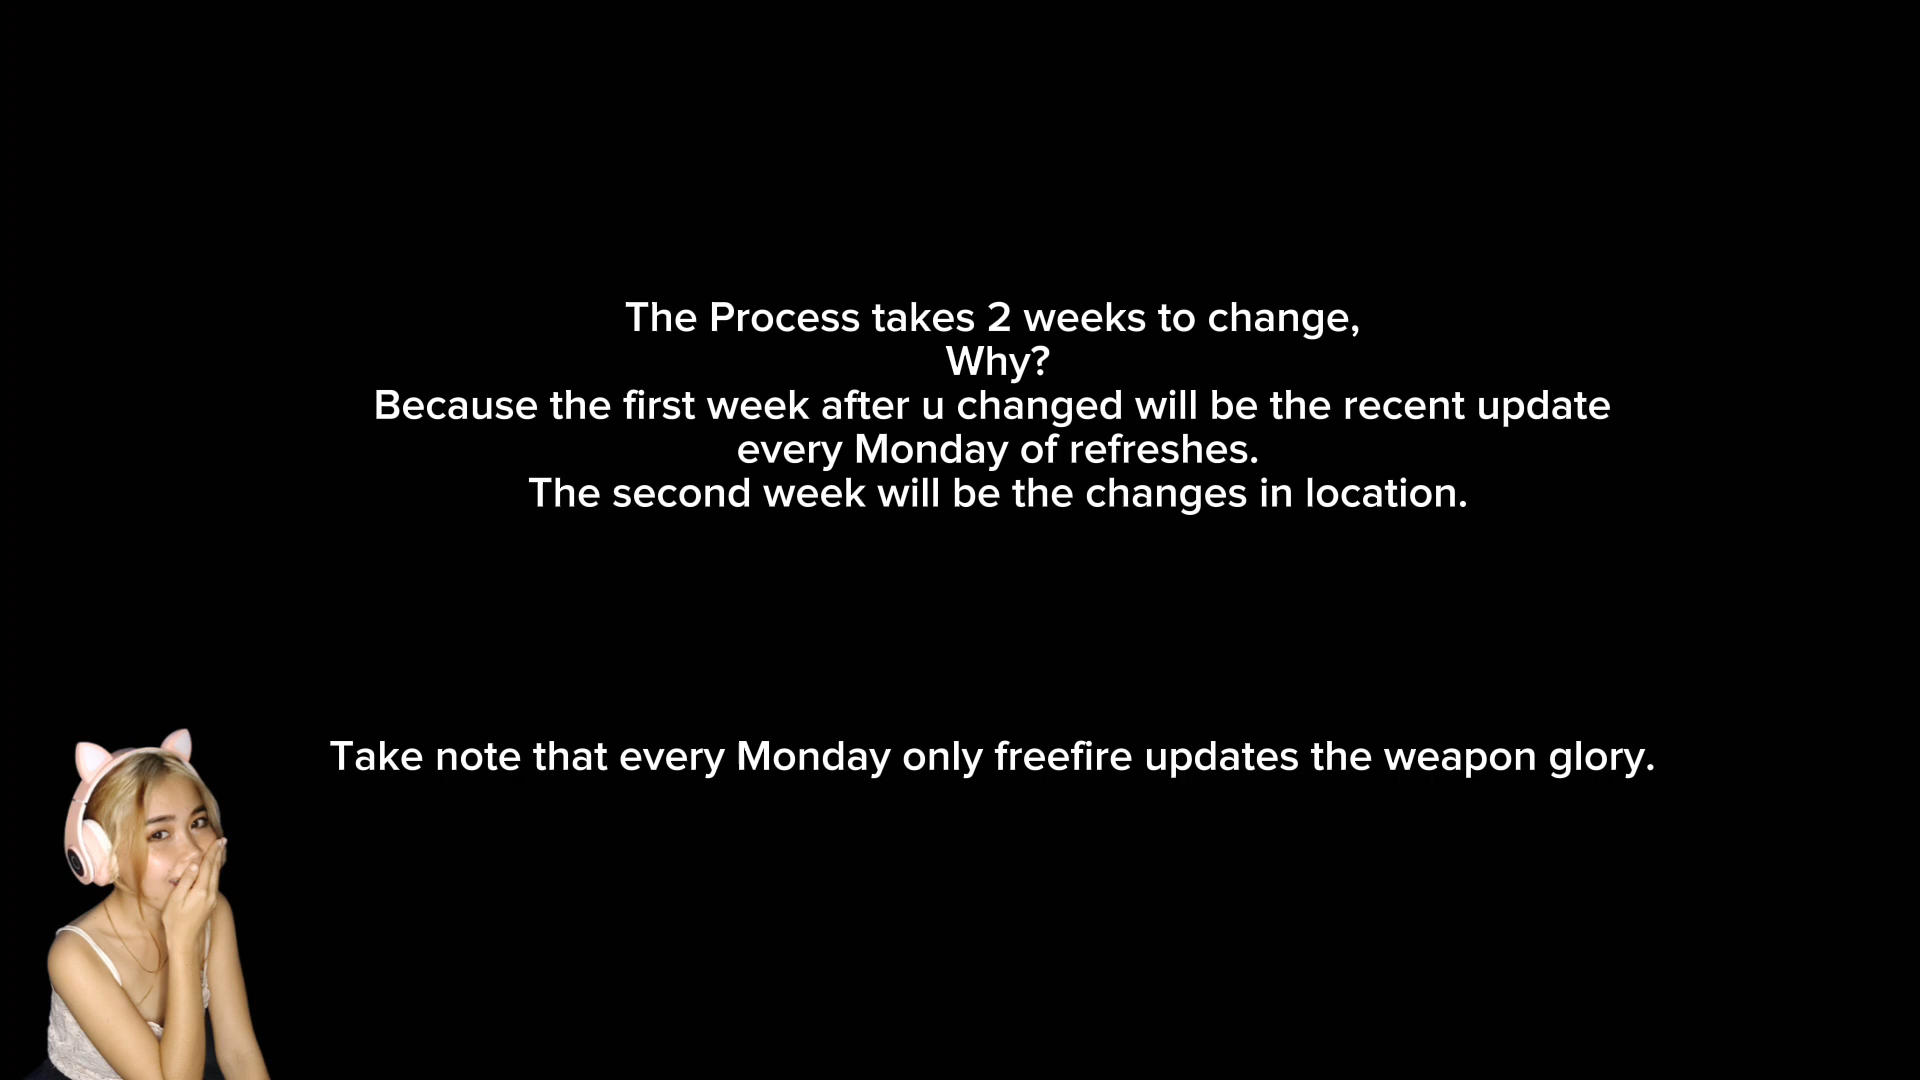 The Process takes 2 weeks to change,
Why?
Because the first week after u changed will be the recent update
every Monday of refreshes.
The second week will be the changes in location.
Take note that every Monday only freefire updates the weapon glory.